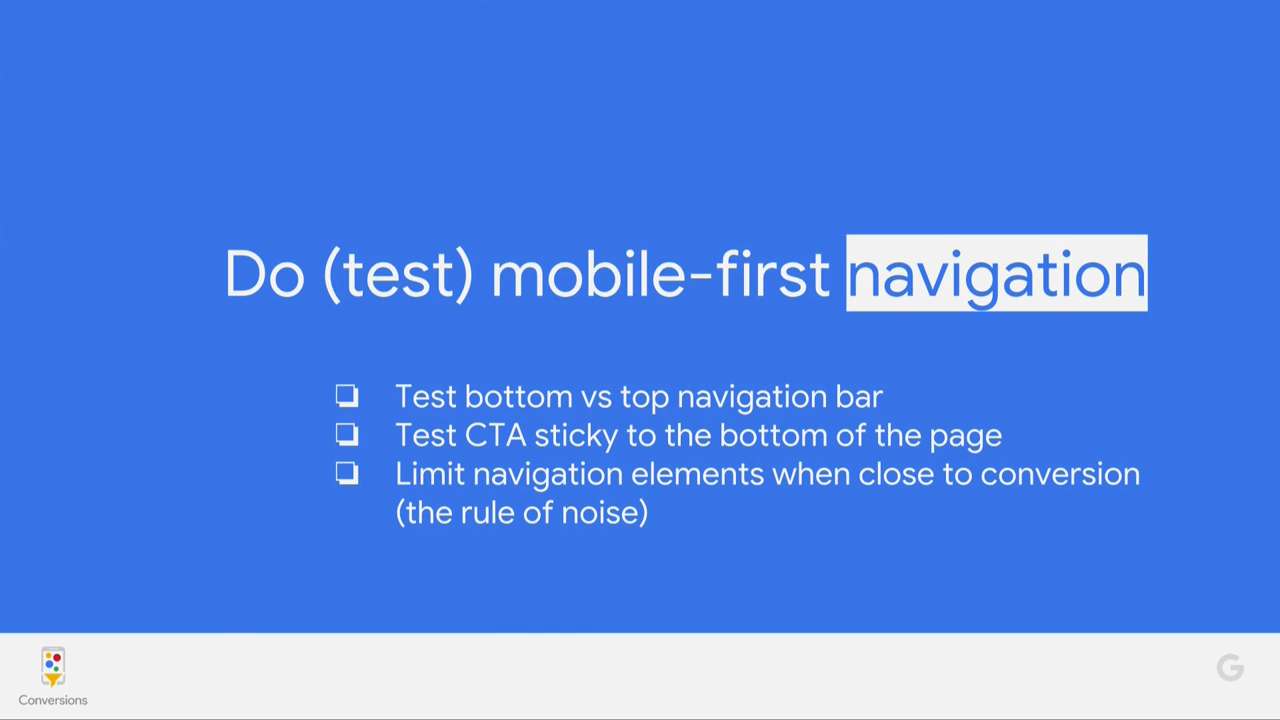 Do (test) mobile-first navigation
Test bottom vs top navigation bar
Test CTA sticky to the bottom of the page
Limit navigation elements when close to conversion
(the rule of noise)
Conversions
G